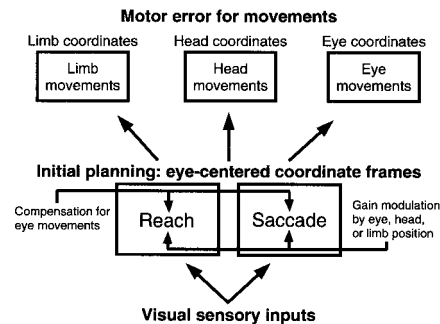 Motor error for movements
Limb coordinates Head coordinates Eye coordinates
Limb movements
Head movements
Eye movements
Initial planning: eye-centered coordinate frames
Compensation for
eye movements
Reach
Saccade
Gain modulation
by eye, head,
or limb position
Visual sensory inputs